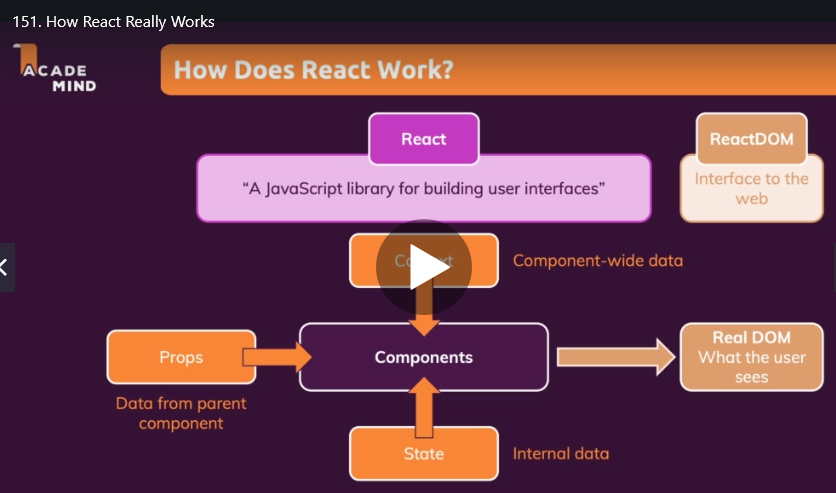 151. How React Really Works
ACADE
MIND
How Does React Work?
React
ReactDOM
“A JavaScript library for building user interfaces”
Interface to the
web
Component-wide data
Props
Components
Real DOM
What the user
sees
Data from parent
component
State
Internal data